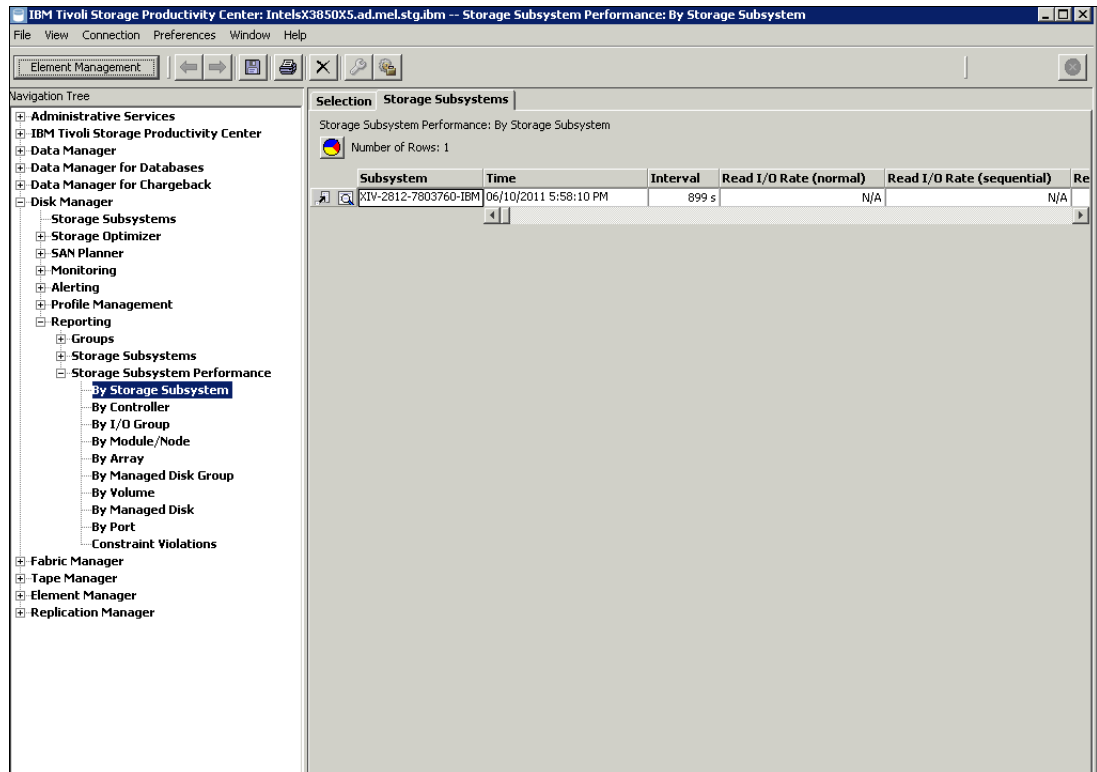 IBM Tivoli Storage Productivity Center: IntelsX3850X5.ad.mel.stg.ibm -- Storage Subsystem Performance: By Storage Subsystem
File View Connection Preferences Window Help
Element Management
Navigation Tree
Administrative Services
IBM Tivoli Storage Productivity Center
Data Manager
Data Manager for Databases
Data Manager for Chargeback
Disk Manager
Storage Subsystems
Storage Optimizer
SAN Planner
Monitoring
Alerting
Profile Management
Reporting
Groups
Storage Subsystems
Storage Subsystem Performance
By Storage Subsystem
By Controller
By I/O Group
By Module/Node
By Array
By Managed Disk Group
By Volume
By Managed Disk
By Port
Constraint Violations
Fabric Manager
Tape Manager
Element Manager
Replication Manager
Selection Storage Subsystems
Storage Subsystem Performance: By Storage Subsystem
Number of Rows: 1
Subsystem Time Interval Read I/O Rate (normal) Read I/O Rate (sequential) Re
XIV-2812-7803760-IBM 06/10/2011 5:58:10 PM 899 s N/A N/A